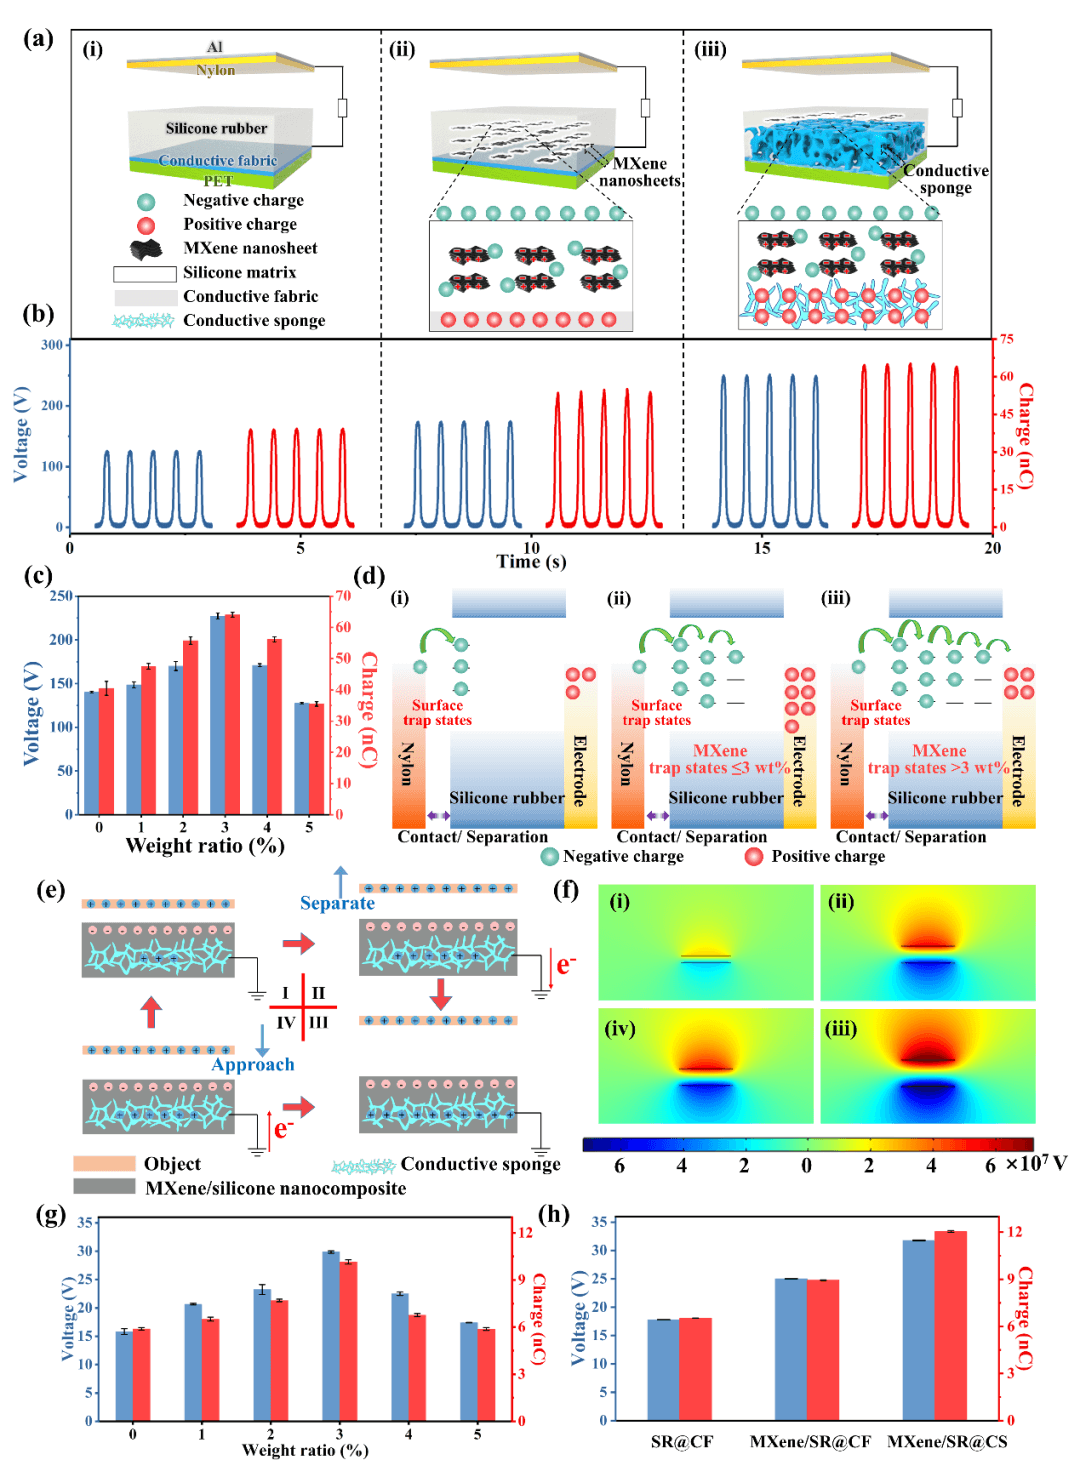 (a)
(i)
Al
Nylon
Silicone rubber
Conductive fabric
PET
Negative charge
Positive charge
MXene nanosheet
Silicone matrix
Conductive fabric
Conductive sponge
(ii)
MXene
nanosheets
(iii)
Conductive
sponge
(b)
300
200
100
0
Voltage (V)
75
60
45
30
15
0
Charge (nC)
0
5
10
15
20
Time (s)
(c)
250
200
150
100
50
0
Voltage (V)
70
60
50
40
30
20
10
0
Charge (nC)
0
1
2
3
4
5
Weight ratio (%)
(d)
(i)
Surface
trap states
Nylon
Silicone rubber
Electrode
Contact/ Separation
(ii)
Surface
trap states
MXene
trap states ≤3 wt%
Nylon
Silicone rubber
Electrode
Contact/ Separation
(iii)
Surface
trap states
MXene
trap states >3 wt%
Nylon
Silicone rubber
Electrode
Contact/ Separation
Negative charge
Positive charge
(e)
Separate
e-
I
II
IV
III
Approach
e-
Object
Conductive sponge
MXene/silicone nanocomposite
(f)
(i)
(ii)
(iv)
(iii)
6
4
2
0
2
4
6
×10⁷ V
(g)
35
30
25
20
15
10
5
0
Voltage (V)
12
9
6
3
0
Charge (nC)
0
1
2
3
4
5
Weight ratio (%)
(h)
35
30
25
20
15
10
5
0
Voltage (V)
12
9
6
3
0
Charge (nC)
SR@CF
MXene/SR@CF
MXene/SR@CS